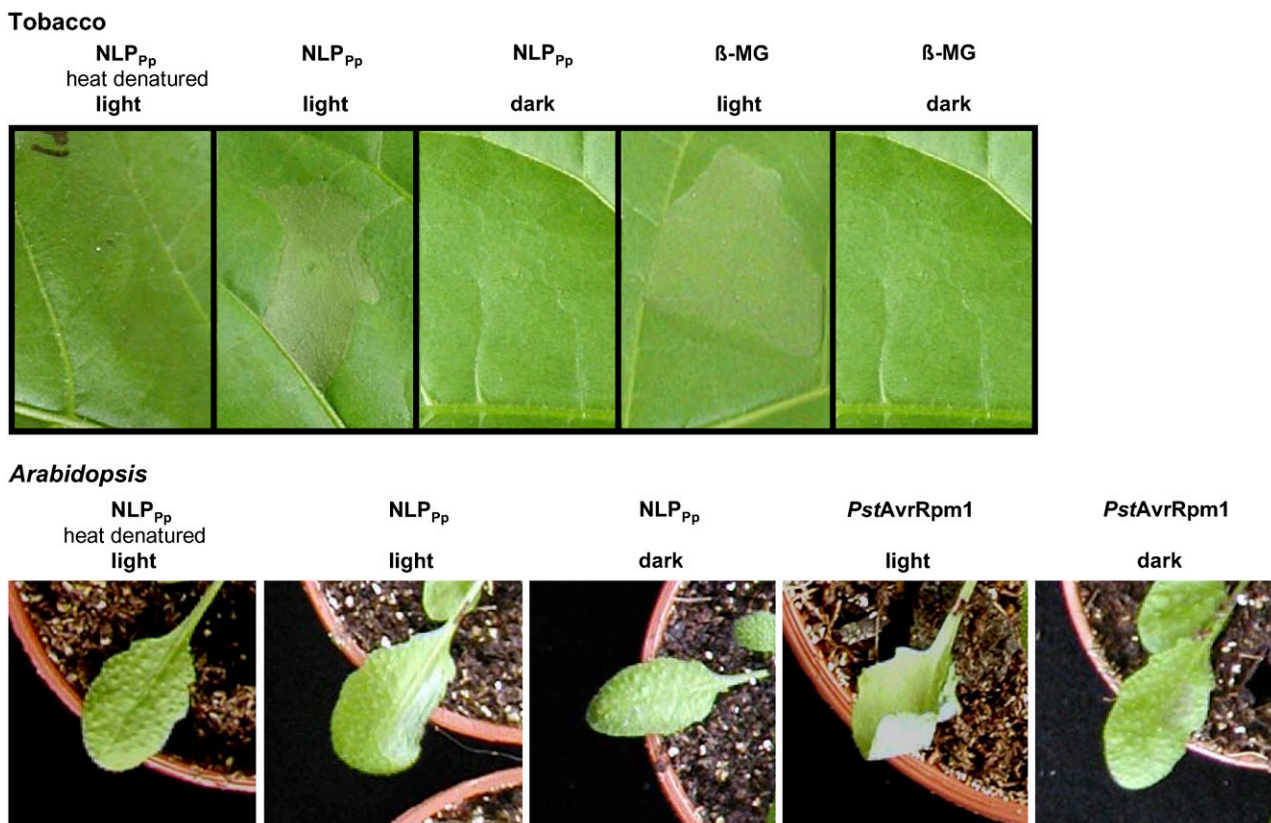 Tobacco
NLPPp NLPPp NLPPp ß-MG ß-MG
heat denatured
light light dark light dark
Arabidopsis
NLPPp NLPPp NLPPp PstAvrRpm1 PstAvrRpm1
heat denatured
light light dark light dark